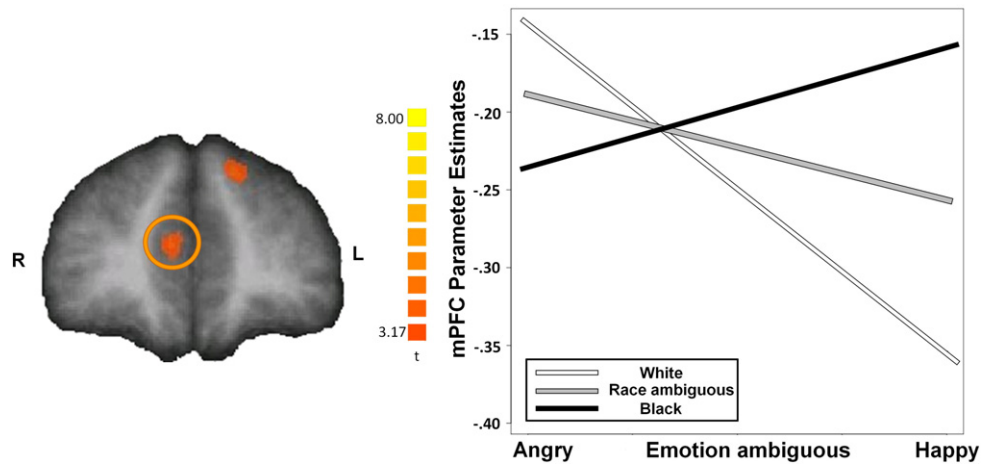 8.00
R
L
3.17
t
mPFC Parameter Estimates
-.15
-.20
-.25
-.30
-.35
-.40
White
Race ambiguous
Black
Angry Emotion ambiguous Happy